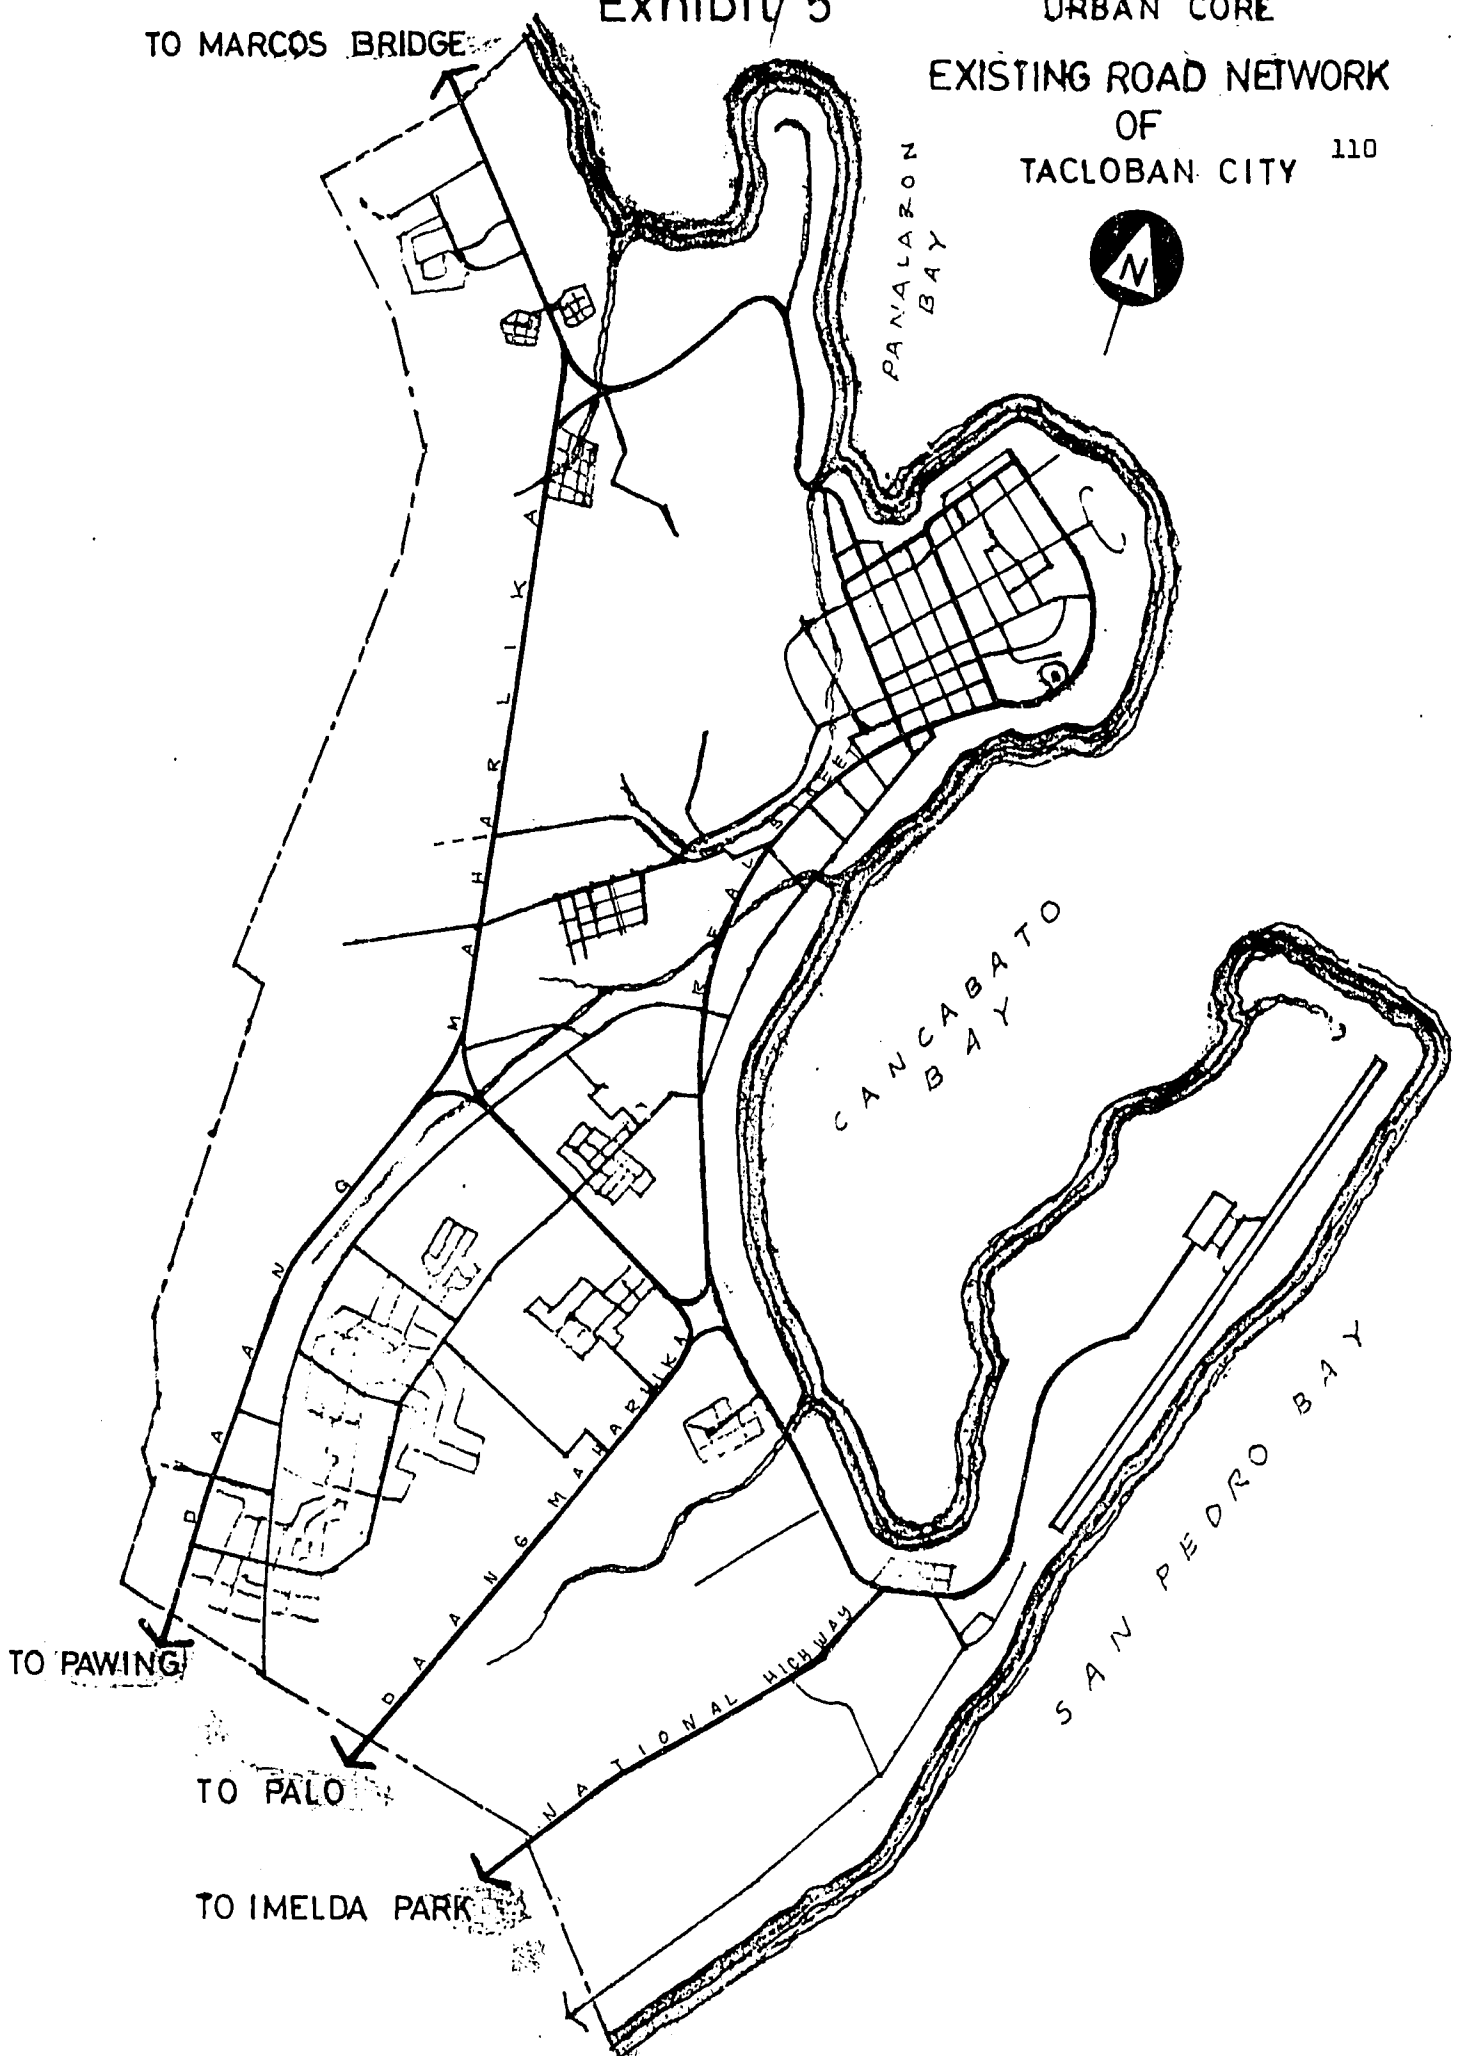 Exhibit 5
URBAN CORE
TO MARCOS BRIDGE
EXISTING ROAD NETWORK
OF
TACLOBAN CITY
110
PANALARON
BAY
N
DAANG MAHARLIKA
REAL STREET
CANCABATO
BAY
DAANG MAHARLIKA
SAN PEDRO BAY
NATIONAL HIGHWAY
TO PAWING
TO PALO
TO IMELDA PARK